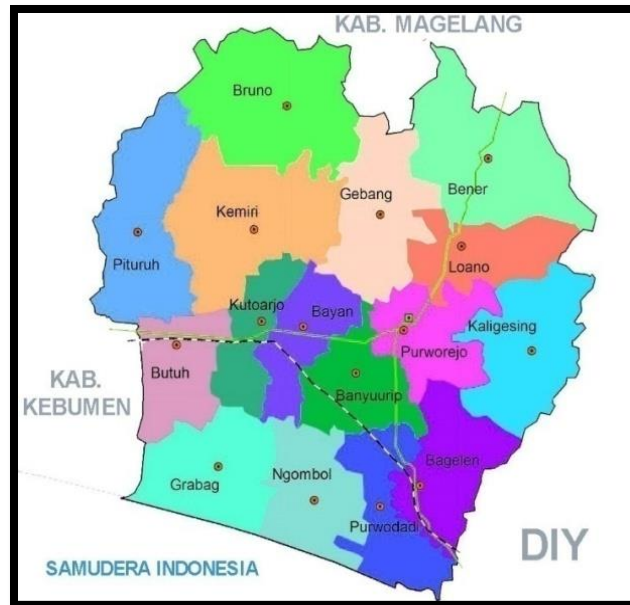 KAB. MAGELANG
Bruno
Bener
Gebang
Kemiri
Pituruh
Loano
Kutoarjo
Bayan
Kaligesing
Purworejo
Butuh
KAB.
KEBUMEN
Banyuurip
Bagelen
Ngombol
Grabag
Purwodadi
DIY
SAMUDERA INDONESIA